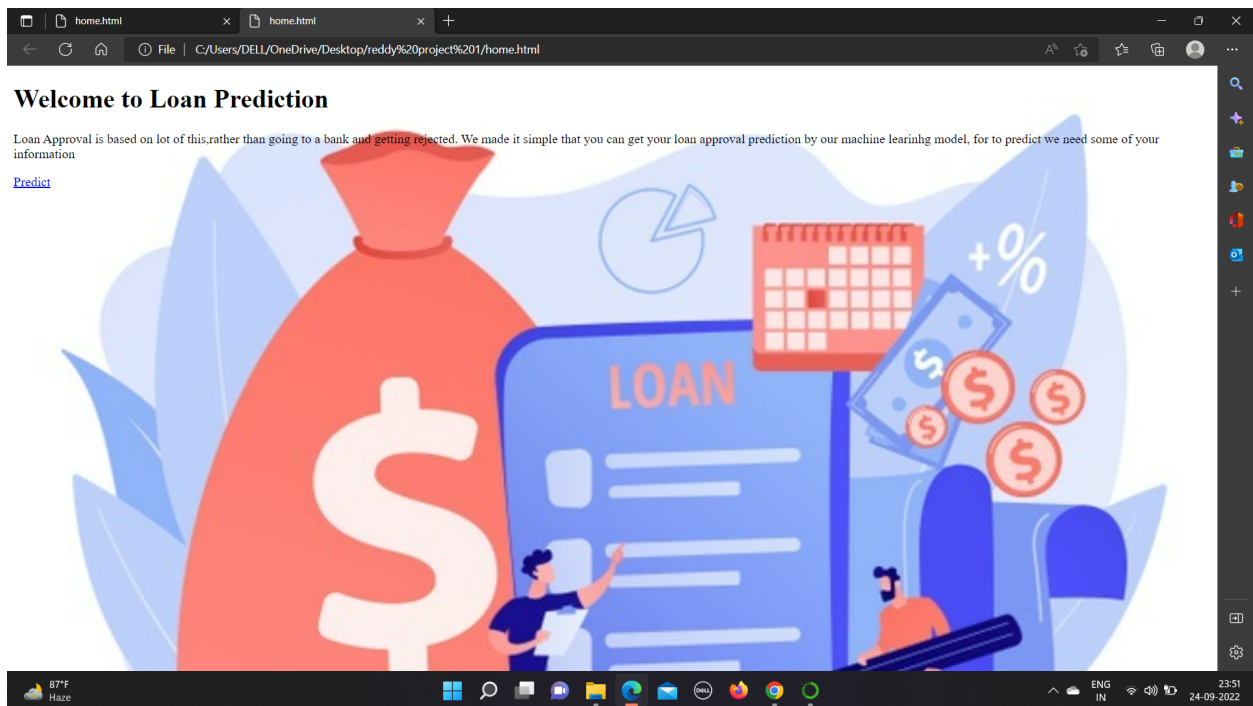 home.html
home.html
File
C:/Users/DELL/OneDrive/Desktop/reddy%20project%201/home.html
Welcome to Loan Prediction
Loan Approval is based on lot of this,rather than going to a bank and getting rejected. We made it simple that you can get your loan approval prediction by our machine learinhg model, for to predict we need some of your
information
Predict
+%
LOAN
$
$
$
$
$
$
87°F
Haze
DELL
ENG
IN
23:51
24-09-2022